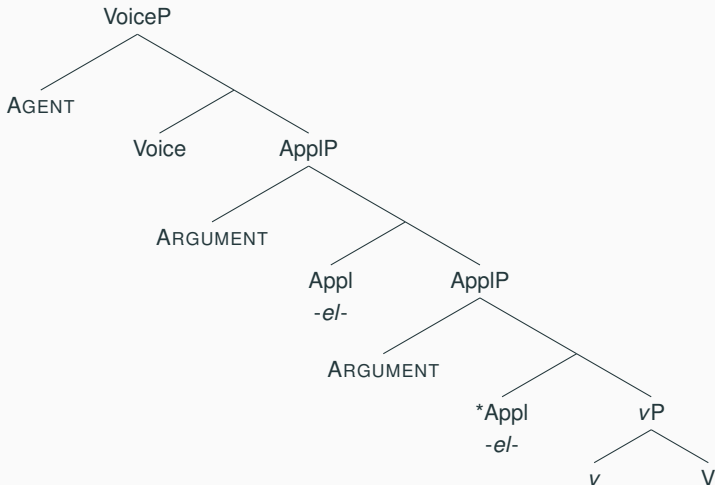 VoiceP
AGENT
Voice ApplP
ARGUMENT
Appl ApplP
-el-
ARGUMENT
*Appl vP
-el-
v V